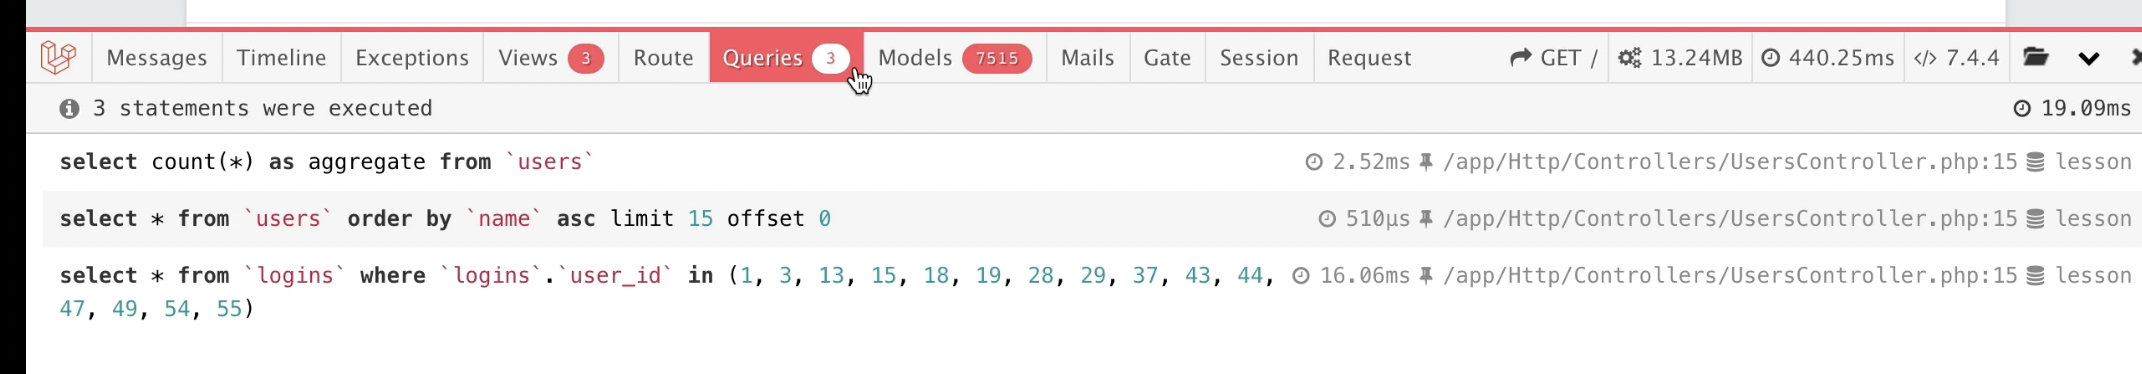 Messages Timeline Exceptions Views 3 Route Queries 3 Models 7515 Mails Gate Session Request GET / 13.24MB 440.25ms </> 7.4.4
3 statements were executed 19.09ms
select count(*) as aggregate from `users` 2.52ms /app/Http/Controllers/UsersController.php:15 lesson
select * from `users` order by `name` asc limit 15 offset 0 510μs /app/Http/Controllers/UsersController.php:15 lesson
select * from `logins` where `logins`.`user_id` in (1, 3, 13, 15, 18, 19, 28, 29, 37, 43, 44, 16.06ms /app/Http/Controllers/UsersController.php:15 lesson
47, 49, 54, 55)